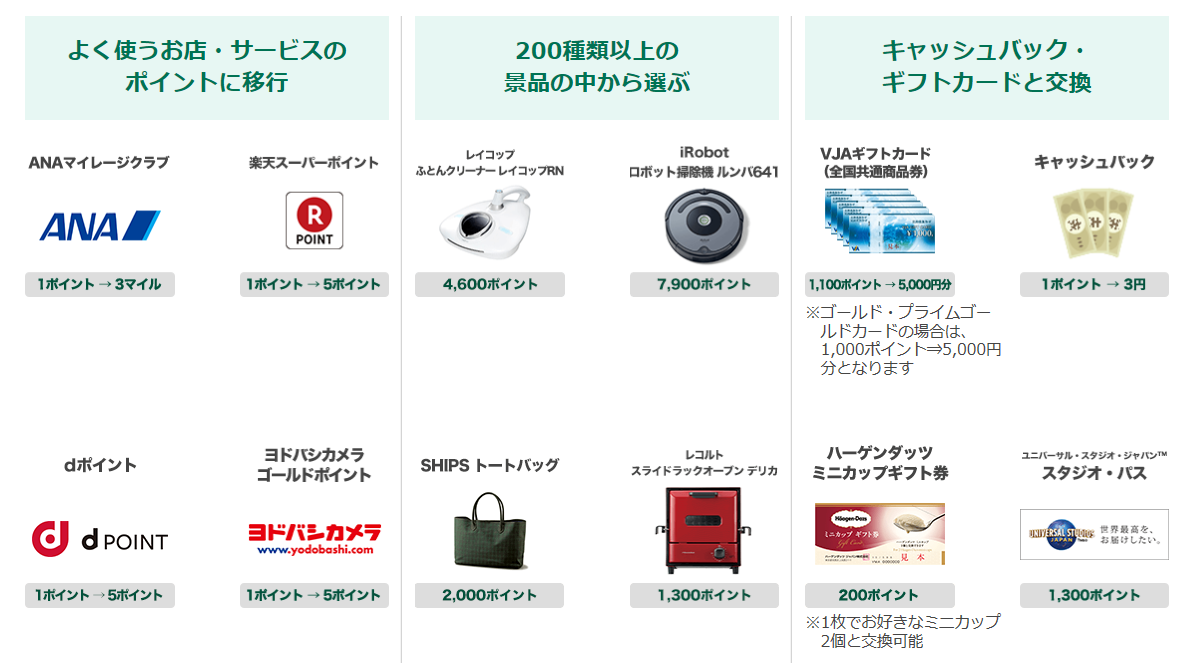 よく使うお店・サービスの
ポイントに移行
ANAマイレージクラブ
楽天スーパーポイント
ANA
R
POINT
1ポイント → 3マイル
1ポイント → 5ポイント
dポイント
ヨドバシカメラ
ゴールドポイント
d POINT
ヨドバシカメラ
www.yodobashi.com
1ポイント → 5ポイント
1ポイント → 5ポイント
200種類以上の
景品の中から選ぶ
レイコップ
ふとんクリーナー レイコップRN
iRobot
ロボット掃除機 ルンバ641
4,600ポイント
7,900ポイント
SHIPS トートバッグ
レコルト
スライドラックオーブン デリカ
2,000ポイント
1,300ポイント
キャッシュバック・
ギフトカードと交換
VJAギフトカード
（全国共通商品券）
キャッシュバック
1,100ポイント → 5,000円分
1ポイント → 3円
※ゴールド・プライムゴー
ルドカードの場合は、
1,000ポイント⇒5,000円
分となります
ハーゲンダッツ
ミニカップギフト券
ユニバーサル・スタジオ・ジャパン™
スタジオ・パス
Häagen-Dazs
ミニカップ ギフト券
Gift Card
見本
UNIVERSAL STUDIOS
JAPAN
世界最高を、
お届けしたい。
200ポイント
1,300ポイント
※1枚でお好きなミニカップ
2個と交換可能